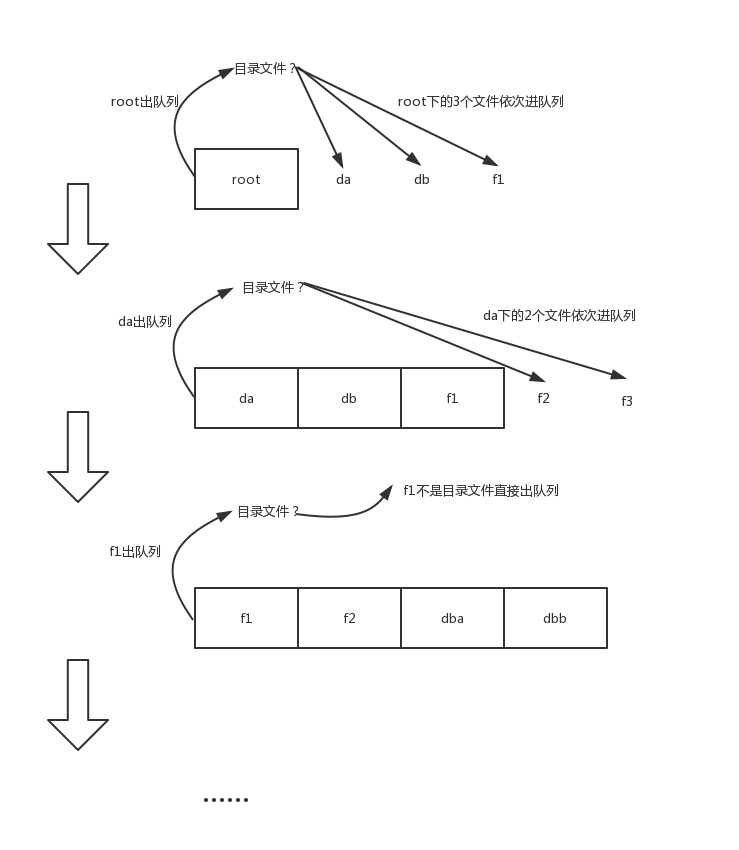 目录文件？
root出队列
root下的3个文件依次进队列
root
da
db
f1
目录文件？
da下的2个文件依次进队列
da出队列
da
db
f1
f2
f3
f1不是目录文件直接出队列
目录文件？
f1出队列
f1
f2
dba
dbb
······